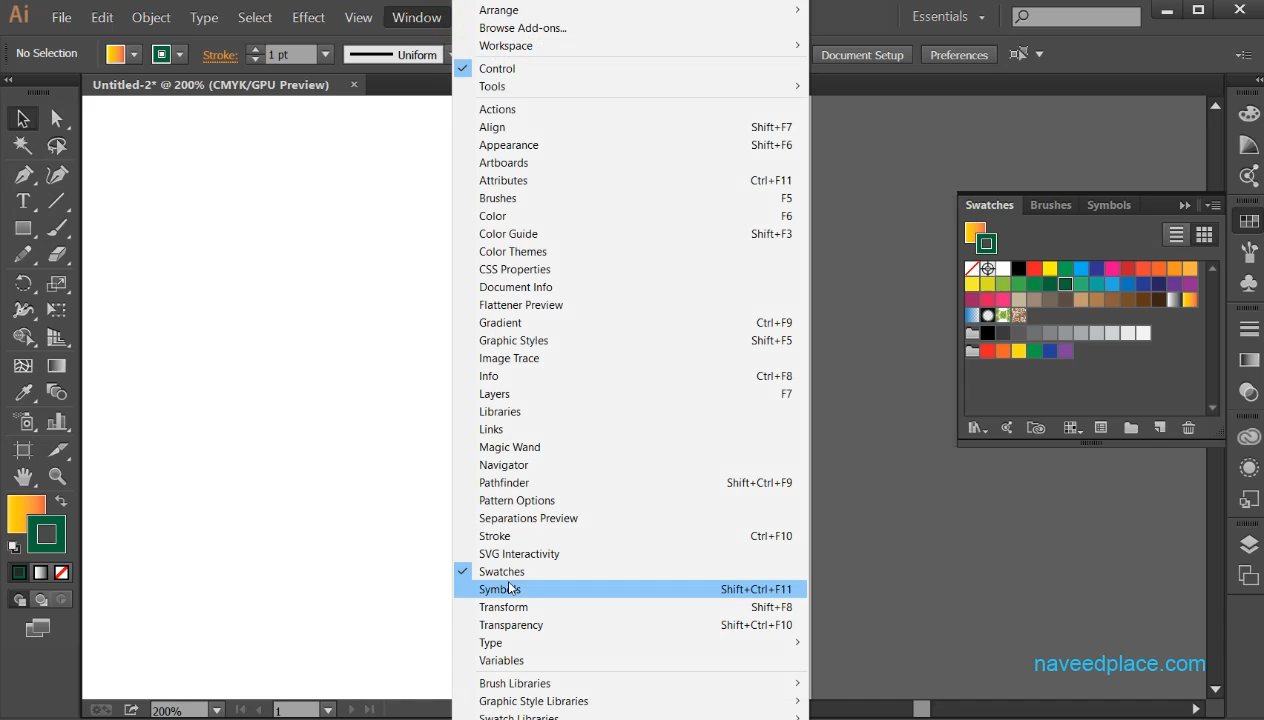 Ai File Edit Object Type Select Effect View Window Essentials
No Selection Stroke: 1 pt Uniform Document Setup Preferences
Untitled-2* @ 200% (CMYK/GPU Preview) ×
Arrange
Browse Add-ons...
Workspace
Control
Tools
Actions
Align Shift+F7
Appearance Shift+F6
Artboards
Attributes Ctrl+F11
Brushes F5
Color F6
Color Guide Shift+F3
Color Themes
CSS Properties
Document Info
Flattener Preview
Gradient Ctrl+F9
Graphic Styles Shift+F5
Image Trace
Info Ctrl+F8
Layers F7
Libraries
Links
Magic Wand
Navigator
Pathfinder Shift+Ctrl+F9
Pattern Options
Separations Preview
Stroke Ctrl+F10
SVG Interactivity
Swatches
Symbols Shift+Ctrl+F11
Transform Shift+F8
Transparency Shift+Ctrl+F10
Type
Variables
Brush Libraries
Graphic Style Libraries
Swatch Libraries
Swatches Brushes Symbols
naveedplace.com
200% 1